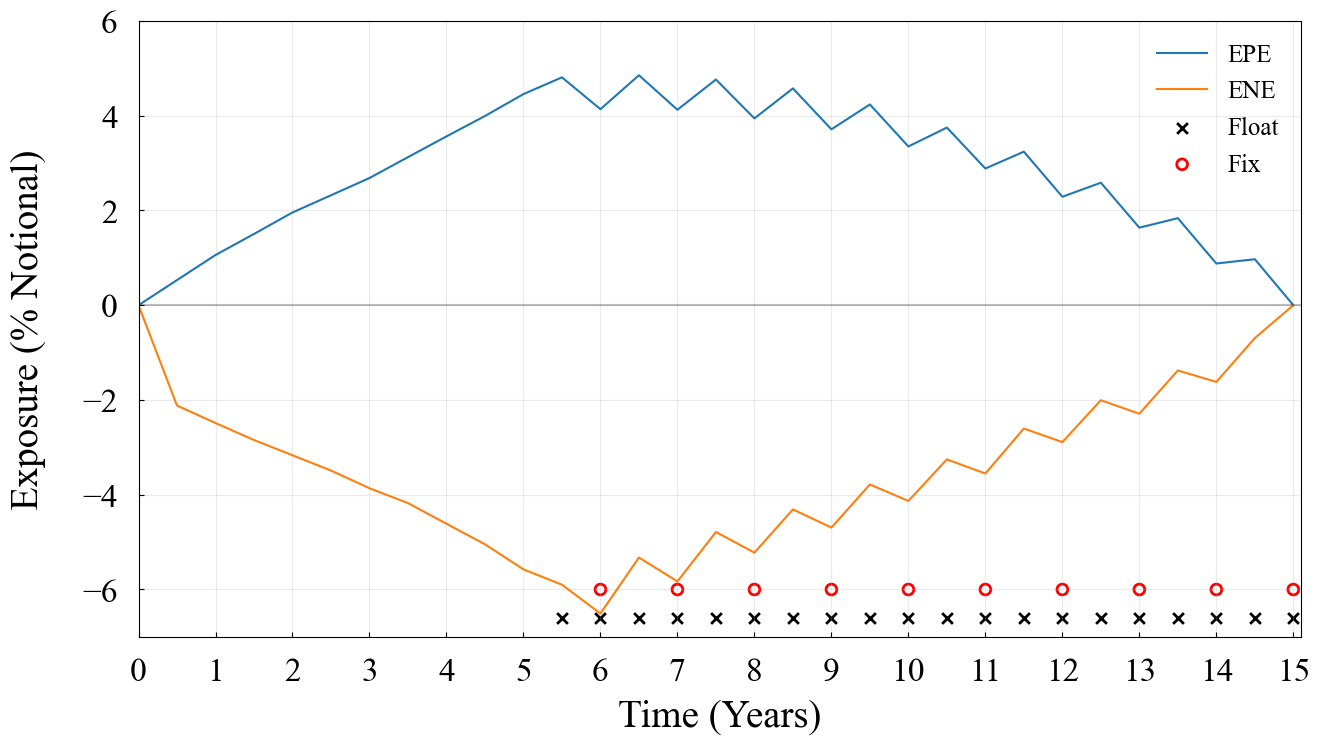 Exposure (% Notional)
6
4
2
0
−2
−4
−6
EPE
ENE
Float
Fix
0 1 2 3 4 5 6 7 8 9 10 11 12 13 14 15
Time (Years)